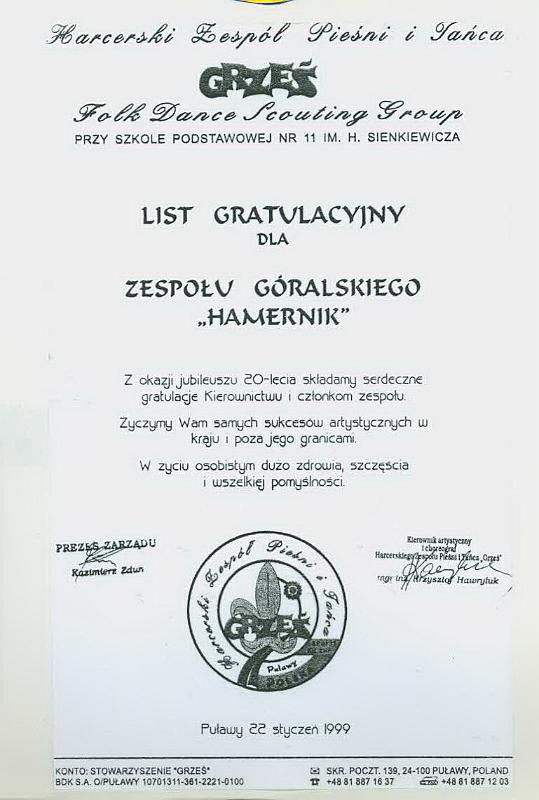 Harcerski Zespół Pieśni i Tańca
GRZEŚ
Folk Dance Scouting Group
PRZY SZKOLE PODSTAWOWEJ NR 11 IM. H. SIENKIEWICZA
LIST GRATULACYJNY
DLA
ZESPOŁU GÓRALSKIEGO
„HAMERNIK”
Z okazji jubileuszu 20-lecia składamy serdeczne
gratulacje Kierownictwu i członkom zespołu.
Życzymy Wam samych sukcesów artystycznych w
kraju i poza jego granicami.
W życiu osobistym dużo zdrowia, szczęścia
i wszelkiej pomyślności.
PREZES ZARZĄDU
Kazimierz Zdun
Kierownik artystyczny
i choreograf
Harcerskiego Zespołu Pieśni i Tańca „Grześ”
mgr inż. Krzysztof Hawryluk
Harcerski Zespół Pieśni i Tańca
GRZEŚ
Puławy
POLSKA
Puławy 22 styczeń 1999
KONTO: STOWARZYSZENIE "GRZEŚ"
BDK S.A. O/PUŁAWY 10701311-361-2221-0100
SKR. POCZT. 139, 24-100 PUŁAWY, POLAND
+48 81 887 16 37 +48 81 887 12 03